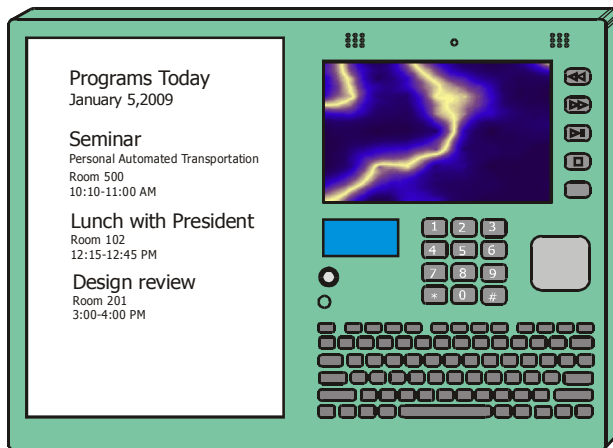 Programs Today
January 5,2009
Seminar
Personal Automated Transportation
Room 500
10:10-11:00 AM
Lunch with President
Room 102
12:15-12:45 PM
Design review
Room 201
3:00-4:00 PM
1 2 3
4 5 6
7 8 9
* 0 #